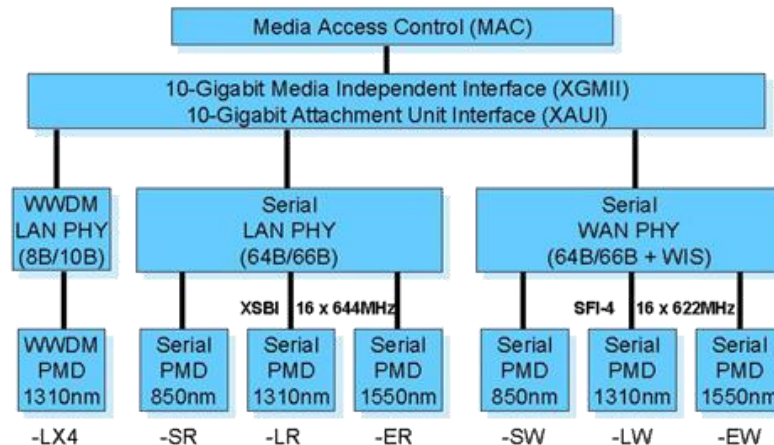 Media Access Control (MAC)
10-Gigabit Media Independent Interface (XGMII)
10-Gigabit Attachment Unit Interface (XAUI)
WWDM
LAN PHY
(8B/10B)
Serial
LAN PHY
(64B/66B)
Serial
WAN PHY
(64B/66B + WIS)
XSBI 16 x 644MHz
SFI-4 16 x 622MHz
WWDM
PMD
1310nm
Serial
PMD
850nm
Serial
PMD
1310nm
Serial
PMD
1550nm
Serial
PMD
850nm
Serial
PMD
1310nm
Serial
PMD
1550nm
-LX4
-SR
-LR
-ER
-SW
-LW
-EW